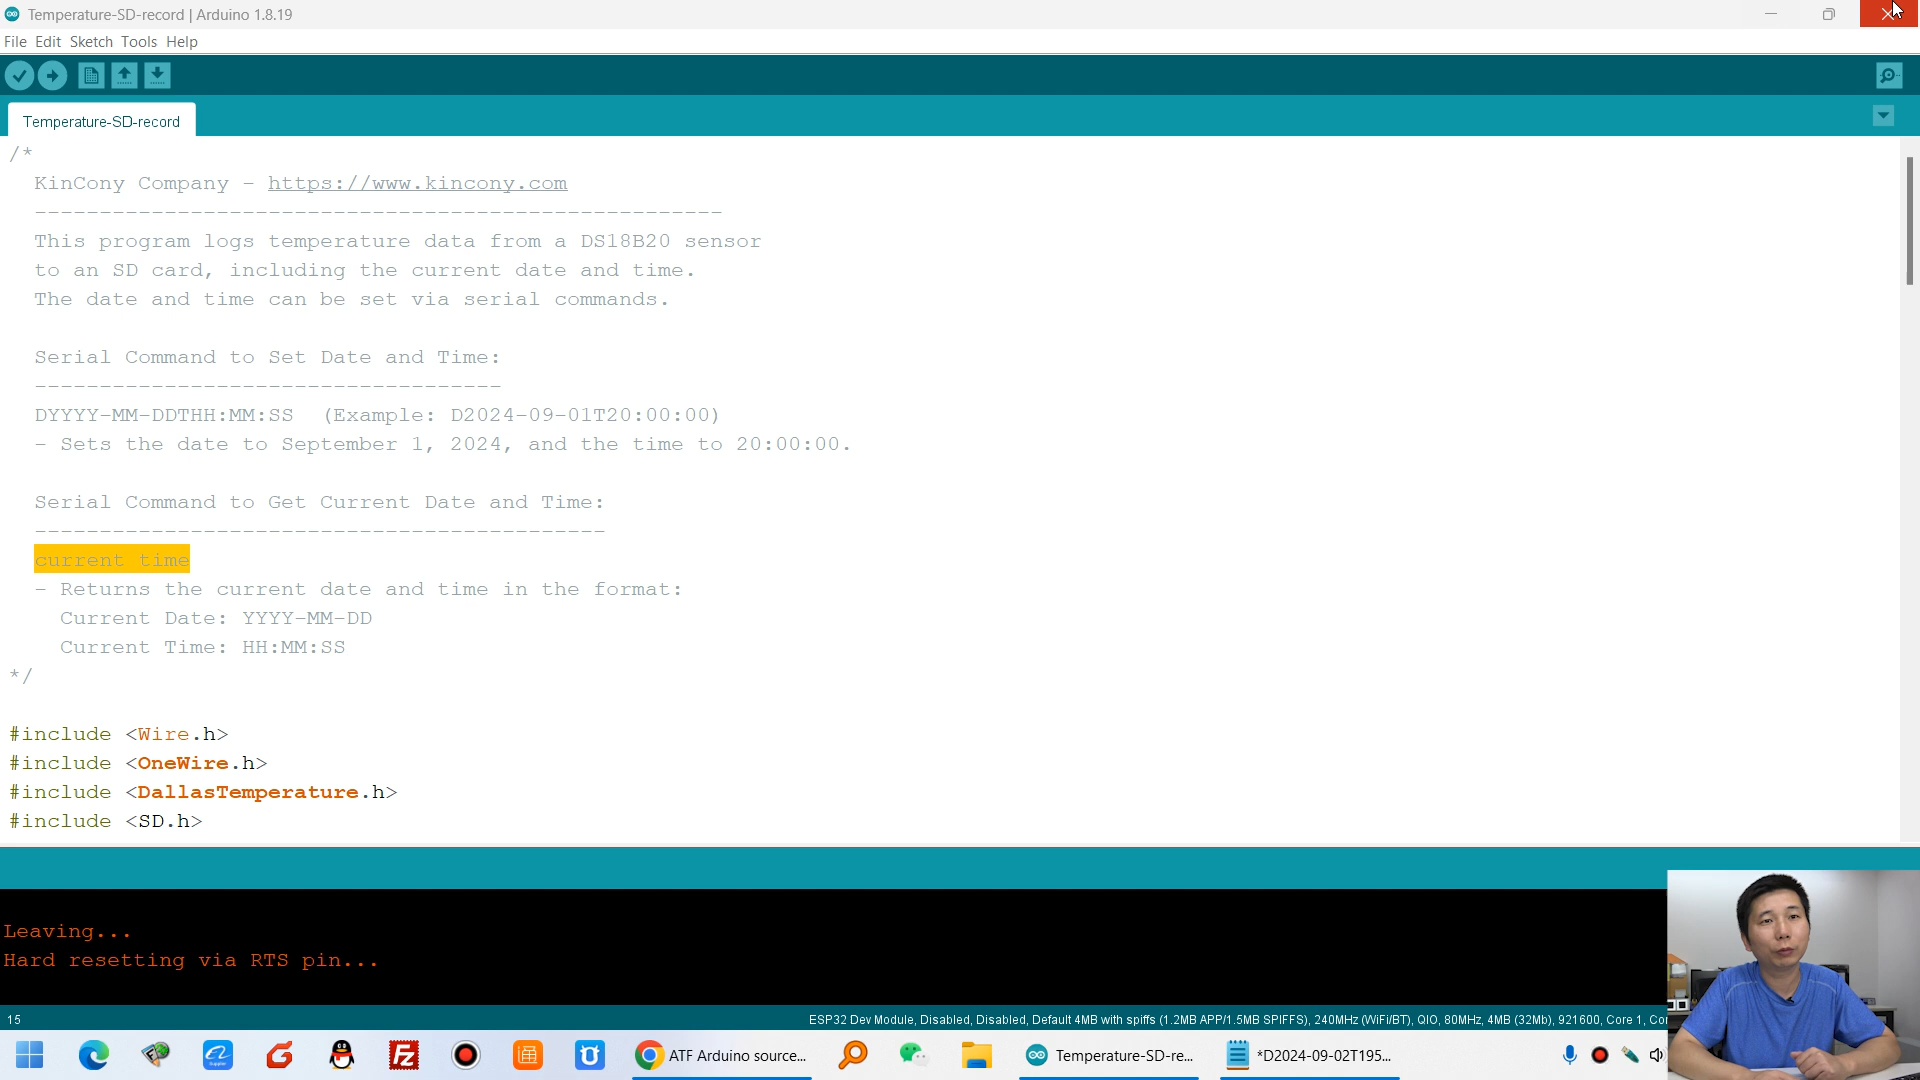 Temperature-SD-record | Arduino 1.8.19
File Edit Sketch Tools Help
Temperature-SD-record
/*
KinCony Company - https://www.kincony.com
-----------------------------------------------------
This program logs temperature data from a DS18B20 sensor
to an SD card, including the current date and time.
The date and time can be set via serial commands.
Serial Command to Set Date and Time:
------------------------------------
DYYYY-MM-DDTHH:MM:SS (Example: D2024-09-01T20:00:00)
- Sets the date to September 1, 2024, and the time to 20:00:00.
Serial Command to Get Current Date and Time:
--------------------------------------------
current time
- Returns the current date and time in the format:
Current Date: YYYY-MM-DD
Current Time: HH:MM:SS
*/
#include <Wire.h>
#include <OneWire.h>
#include <DallasTemperature.h>
#include <SD.h>
Leaving...
Hard resetting via RTS pin...
15
ESP32 Dev Module, Disabled, Disabled, Default 4MB with spiffs (1.2MB APP/1.5MB SPIFFS), 240MHz (WiFi/BT), QIO, 80MHz, 4MB (32Mb), 921600, Core 1, Cor
ATF Arduino source...
Temperature-SD-re...
*D2024-09-02T195...